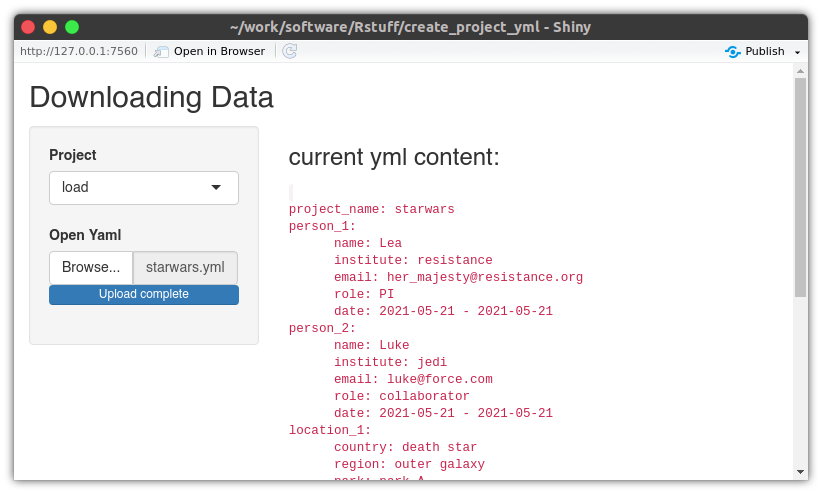 ~/work/software/Rstuff/create_project_yml - Shiny
http://127.0.0.1:7560 Open in Browser Publish
Downloading Data
Project
load
Open Yaml
Browse... starwars.yml
Upload complete
current yml content:
project_name: starwars
person_1:
name: Lea
institute: resistance
email: her_majesty@resistance.org
role: PI
date: 2021-05-21 - 2021-05-21
person_2:
name: Luke
institute: jedi
email: luke@force.com
role: collaborator
date: 2021-05-21 - 2021-05-21
location_1:
country: death star
region: outer galaxy
park: park A